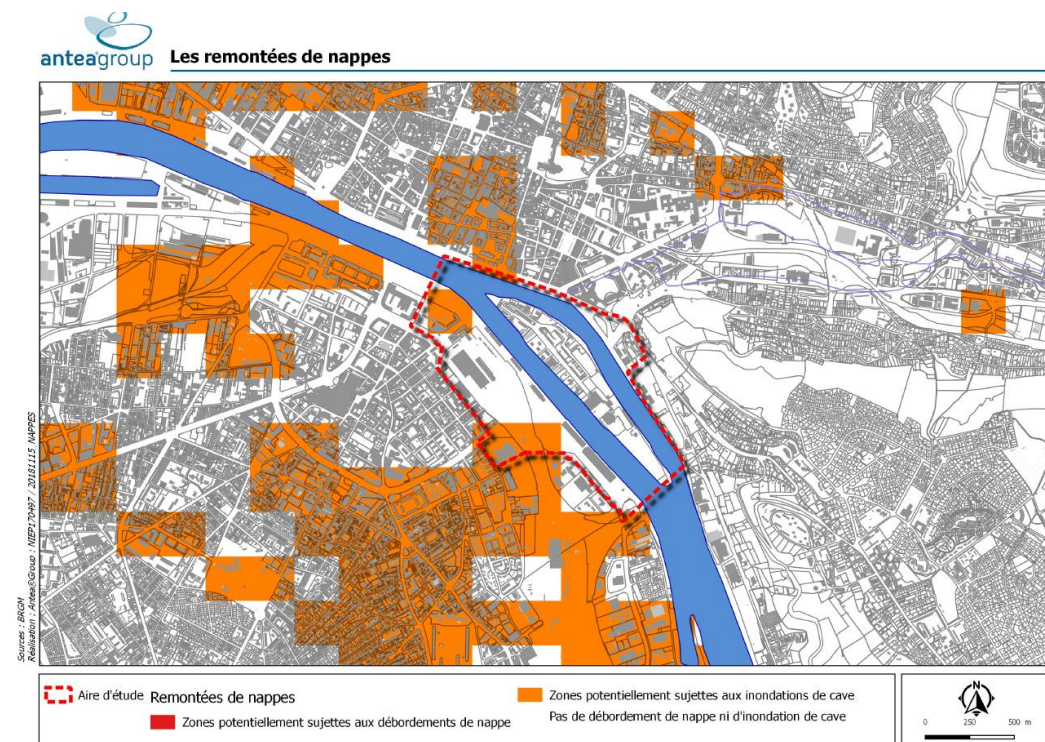 anteagroup Les remontées de nappes
Sources : BRGM
Réalisation : Antea®Group : NIEP170497 / 20181115_NAPPES
Aire d'étude Remontées de nappes
Zones potentiellement sujettes aux débordements de nappe
Zones potentiellement sujettes aux inondations de cave
Pas de débordement de nappe ni d'inondation de cave
N
0 250 500 m